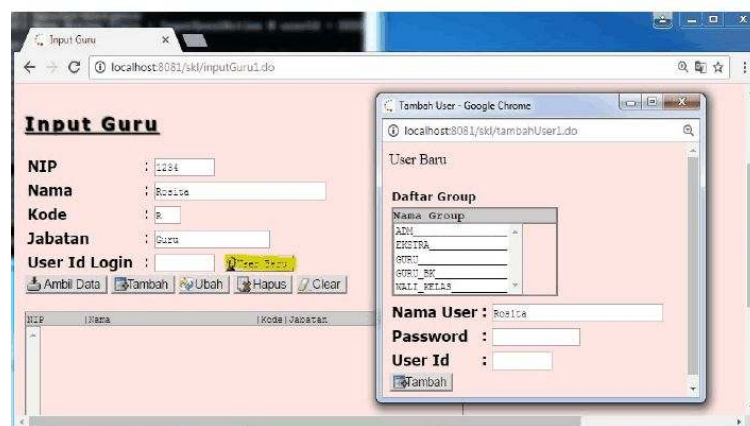 Input Guru
localhost:8081/skl/inputGuru1.do
Input Guru
NIP : 1234
Nama : Rosita
Kode : R
Jabatan : Guru
User Id Login : User Baru
Ambil Data Tambah Ubah Hapus Clear
NIP |Nama |Kode|Jabatan
Tambah User - Google Chrome
localhost:8081/skl/tambahUser1.do
User Baru
Daftar Group
Nama Group
ADM
EKSTRA
GURU
GURU_BK
WALI_KELAS
Nama User : Rosita
Password :
User Id :
Tambah